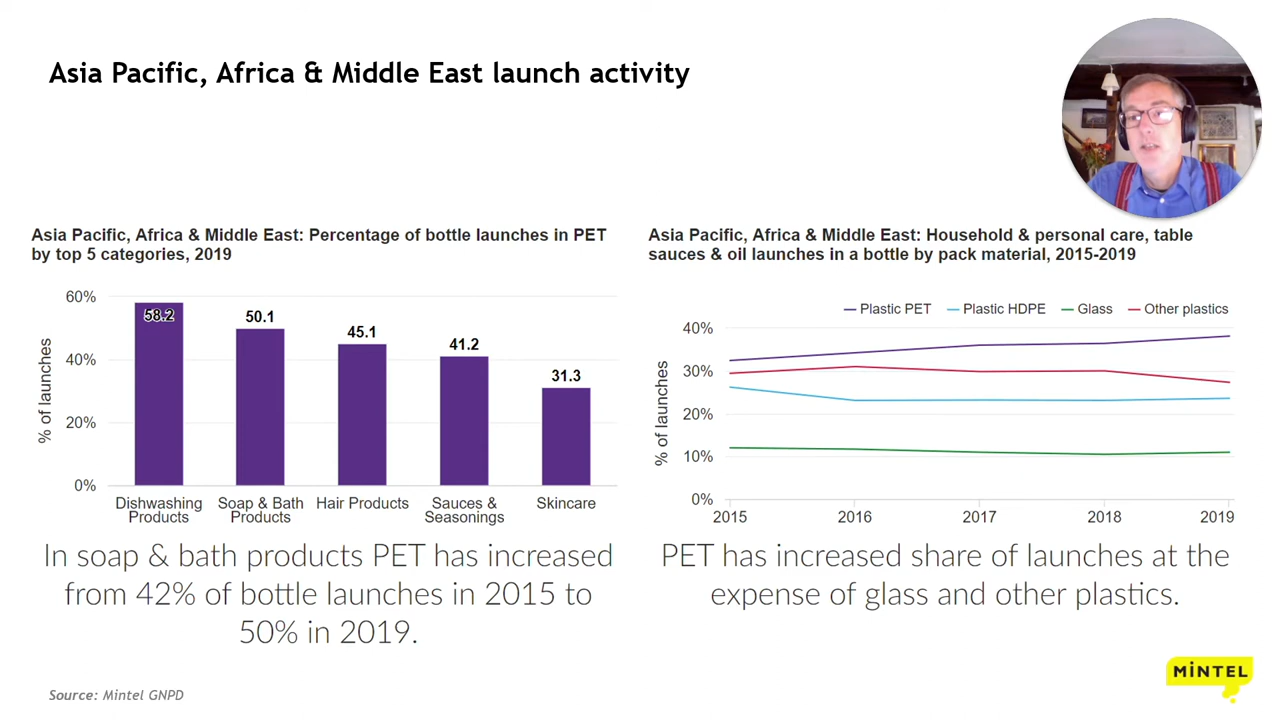 Asia Pacific, Africa & Middle East launch activity
Asia Pacific, Africa & Middle East: Percentage of bottle launches in PET
by top 5 categories, 2019
60%
40%
20%
0%
% of launches
58.2
50.1
45.1
41.2
31.3
Dishwashing
Products
Soap & Bath
Products
Hair Products
Sauces &
Seasonings
Skincare
In soap & bath products PET has increased
from 42% of bottle launches in 2015 to
50% in 2019.
Asia Pacific, Africa & Middle East: Household & personal care, table
sauces & oil launches in a bottle by pack material, 2015-2019
Plastic PET
Plastic HDPE
Glass
Other plastics
40%
30%
20%
10%
0%
% of launches
2015
2016
2017
2018
2019
PET has increased share of launches at the
expense of glass and other plastics.
Source: Mintel GNPD
MiNTEL